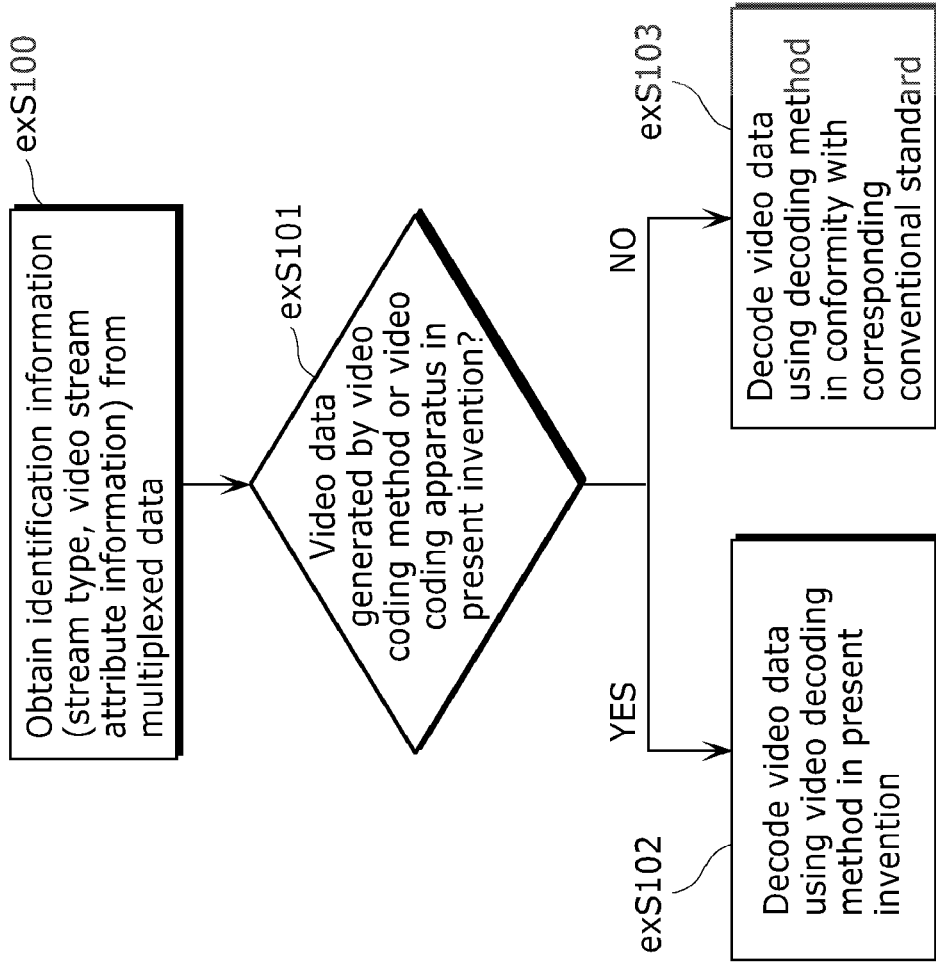 exS100
Obtain identification information
(stream type, video stream
attribute information) from
multiplexed data
exS101
Video data
generated by video
coding method or video
coding apparatus in
present invention?
YES
NO
exS102
Decode video data
using video decoding
method in present
invention
exS103
Decode video data
using decoding method
in conformity with
corresponding
conventional standard